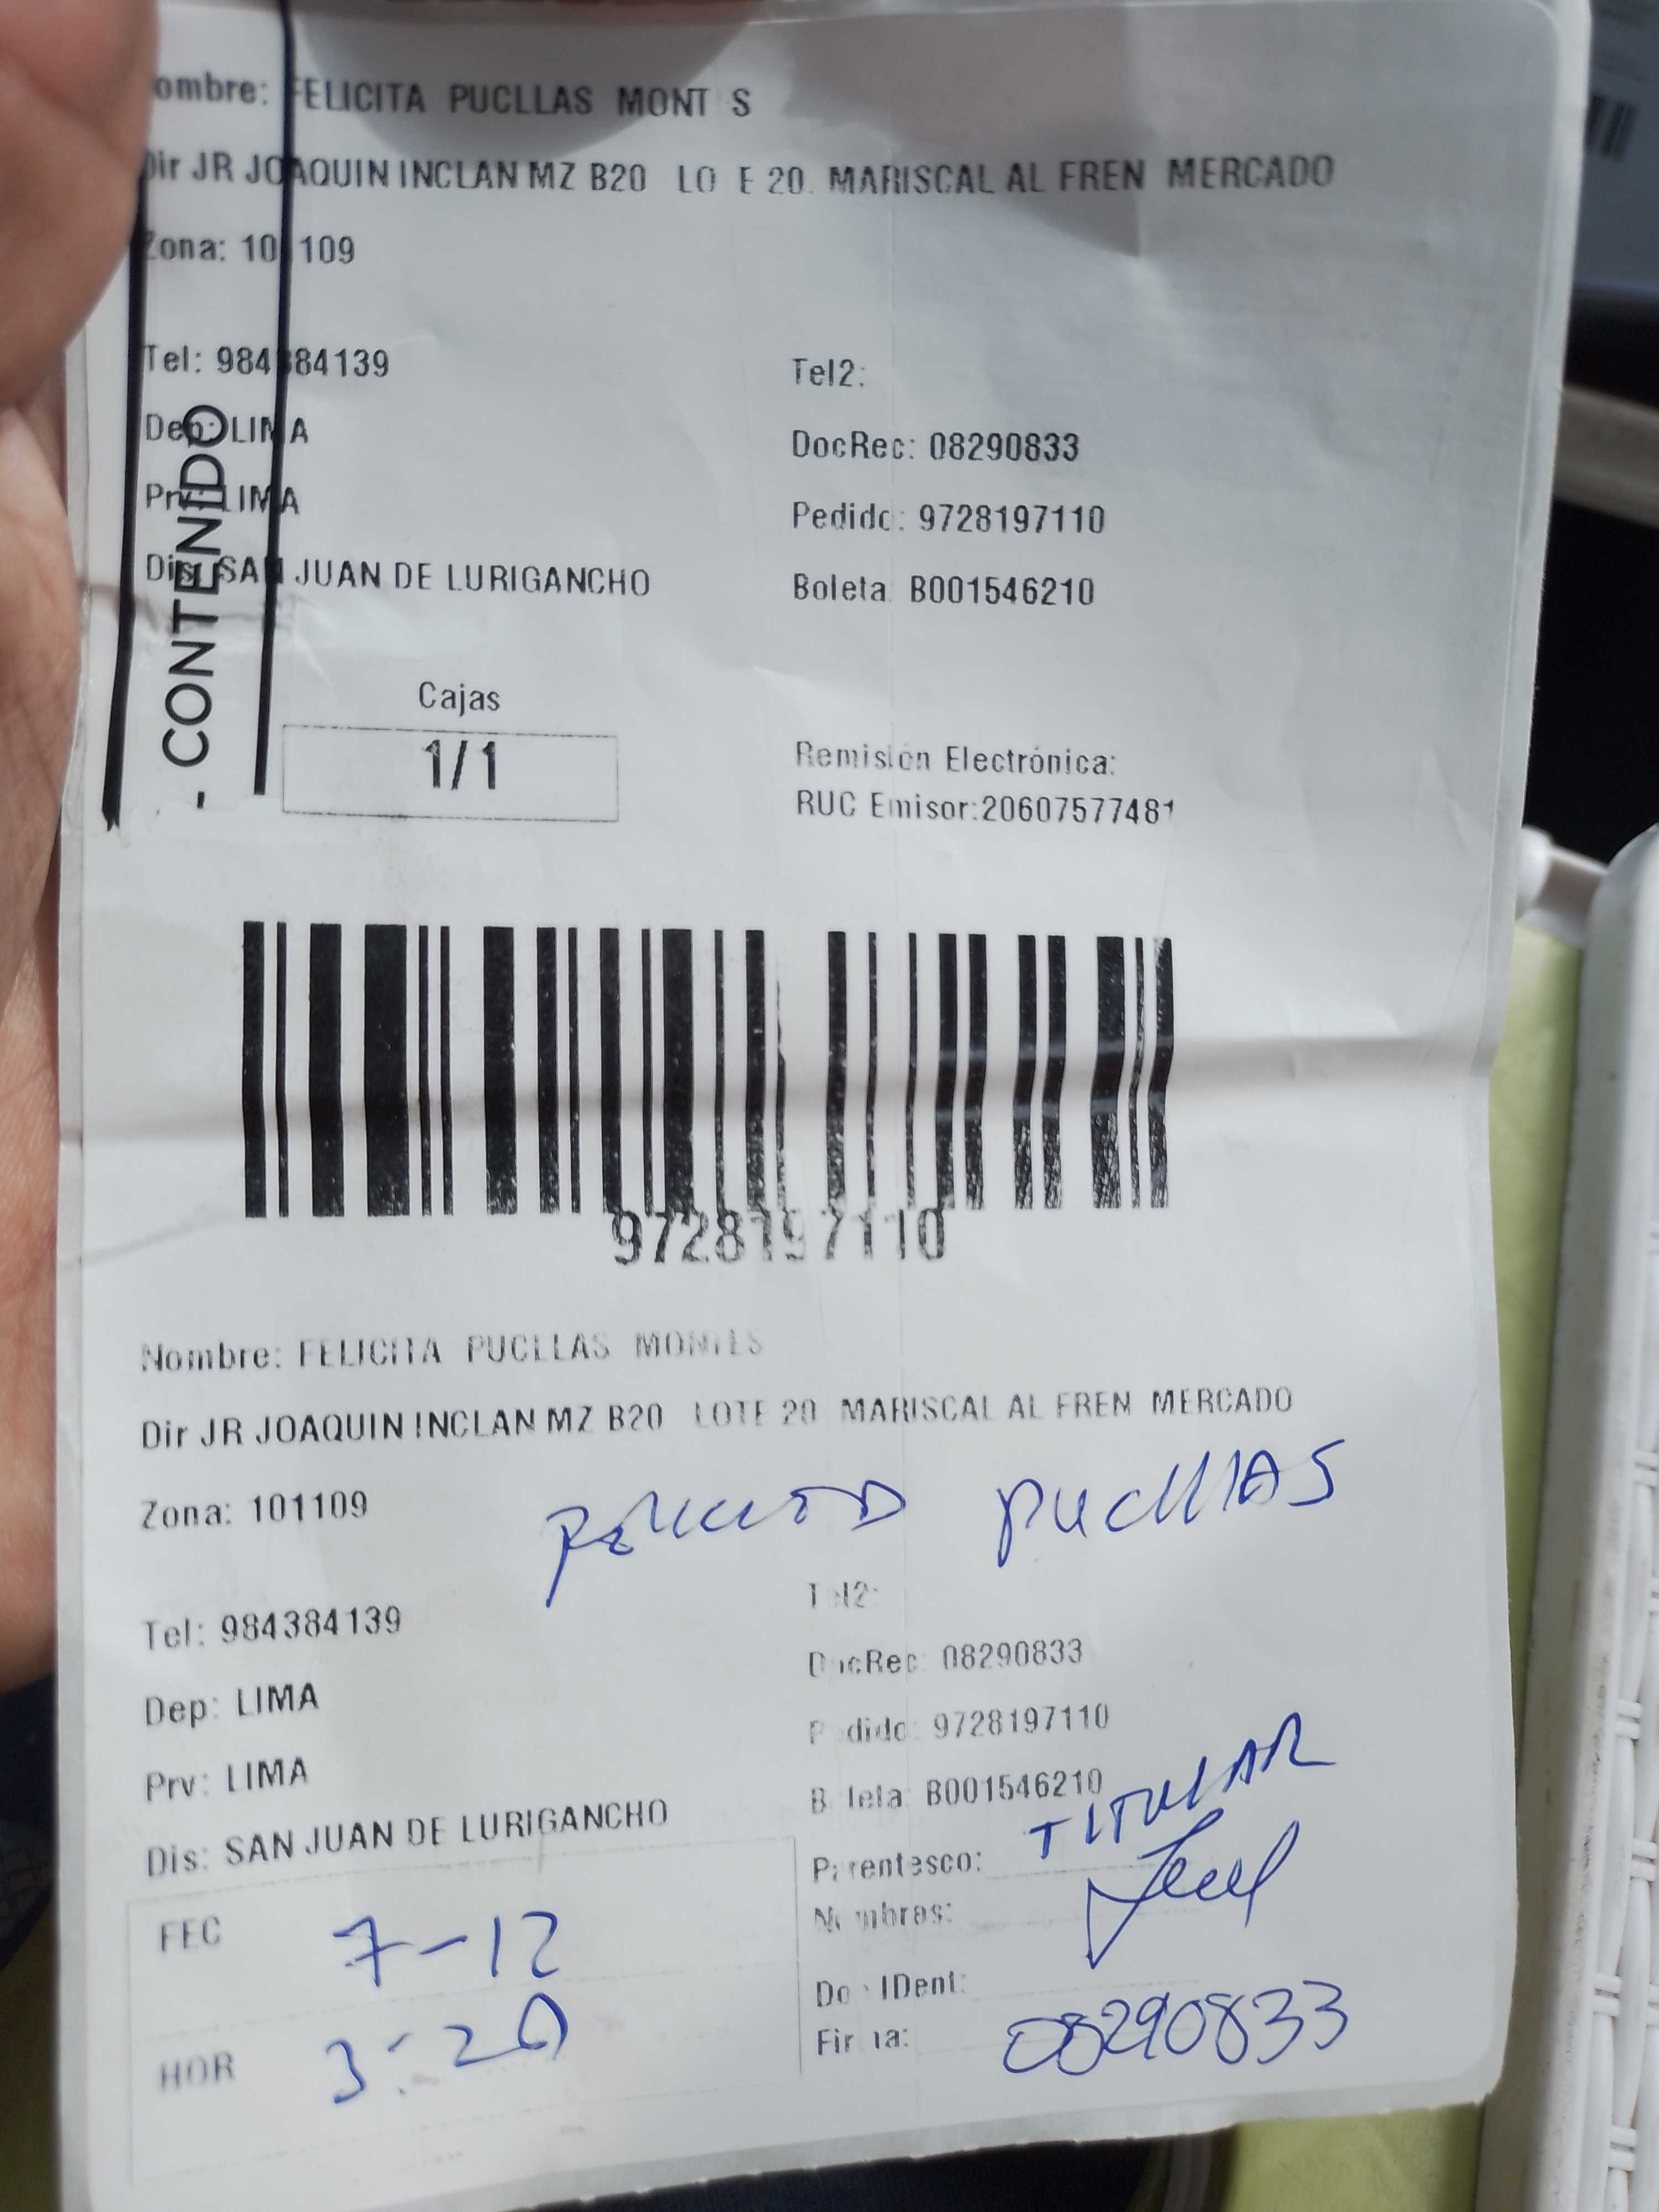 ombre: FELICITA PUCLLAS MONT S
Dir JR JOAQUIN INCLAN MZ B20 LO E 20. MARISCAL AL FREN MERCADO
Zona: 10 109
Tel: 984384139
Tel2:
Dep: LIMA
DocRec: 08290833
Prv: LIMA
Pedido: 9728197110
Dis: SAN JUAN DE LURIGANCHO
Boleta B001546210
- CONTENIDO
Cajas
1/1
Remisión Electrónica:
RUC Emisor:20607577481
9728197110
Nombre: FELICITA PUCLLAS MONTES
Dir JR JOAQUIN INCLAN MZ B20 LOTE 20 MARISCAL AL FREN MERCADO
Zona: 101109
PUCllAS
Tel: 984384139
Tel2:
Dep: LIMA
DocRec: 08290833
Prv: LIMA
Pedido: 9728197110
Dis: SAN JUAN DE LURIGANCHO
Boleta B001546210
Parentesco: TITULAR
Nombres:
Doc IDent:
Firma: 08290833
FEC 7-12
HOR 3:20